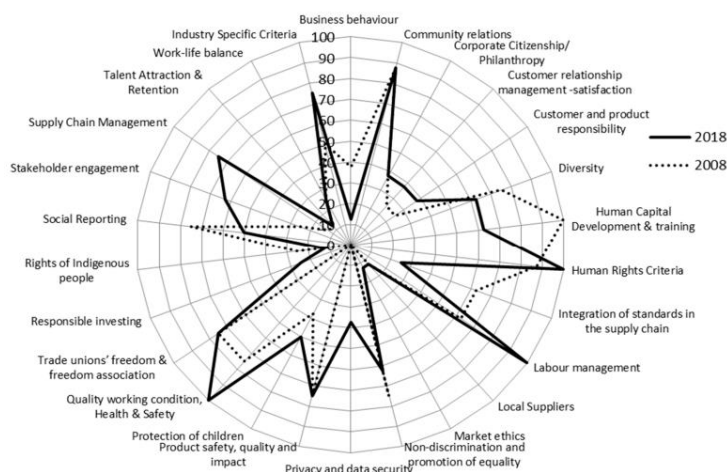 Business behaviour
Community relations
Corporate Citizenship/
Philanthropy
Customer relationship
management -satisfaction
Customer and product
responsibility
Diversity
Human Capital
Development & training
Human Rights Criteria
Integration of standards in
the supply chain
Labour management
Local Suppliers
Market ethics
Non-discrimination and
promotion of equality
Privacy and data security
Product safety, quality and
impact
Protection of children
Quality working condition,
Health & Safety
Trade unions' freedom &
freedom association
Responsible investing
Rights of Indigenous
people
Social Reporting
Stakeholder engagement
Supply Chain Management
Talent Attraction &
Retention
Work-life balance
Industry Specific Criteria
100
90
80
70
60
50
40
30
20
10
0
2018
2008